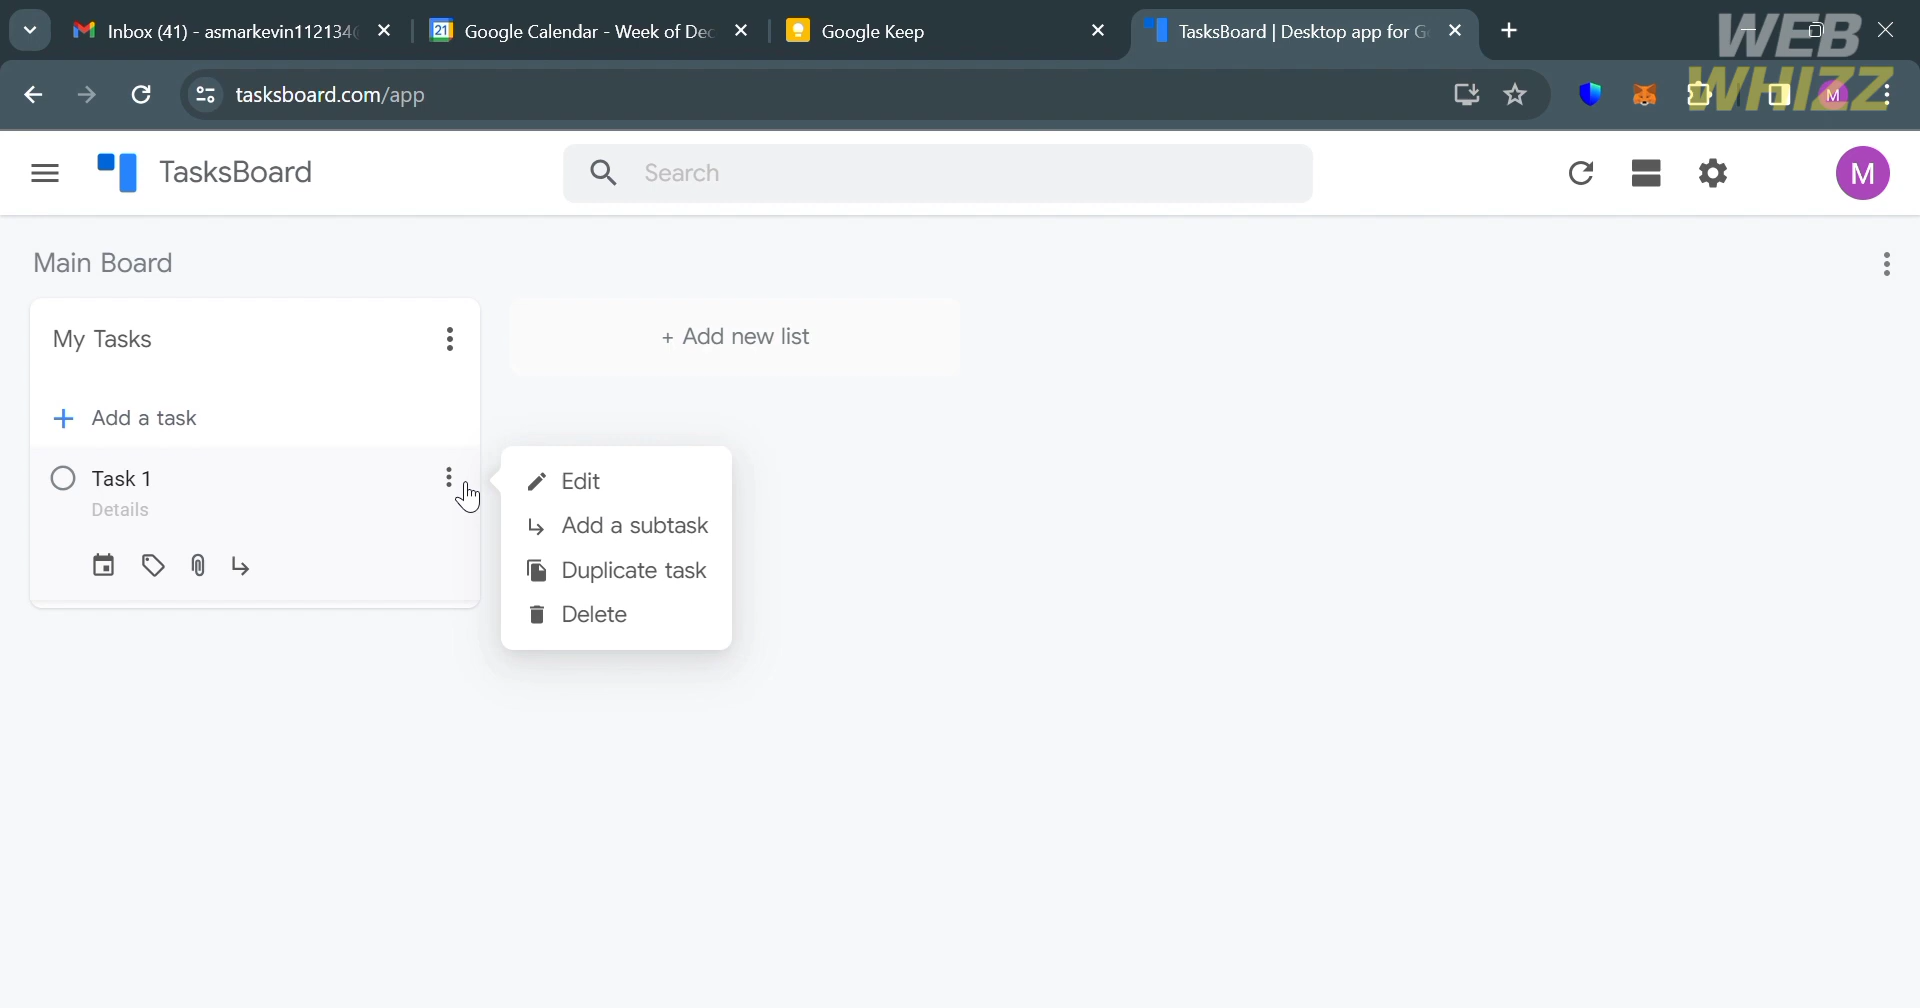 Inbox (41) - asmarkevin112134
21
Google Calendar - Week of Dec
Google Keep
TasksBoard | Desktop app for G
WEB
WHIZZ
tasksboard.com/app
M
TasksBoard
Search
M
Main Board
My Tasks
+ Add new list
Add a task
Task 1
Details
Edit
Add a subtask
Duplicate task
Delete